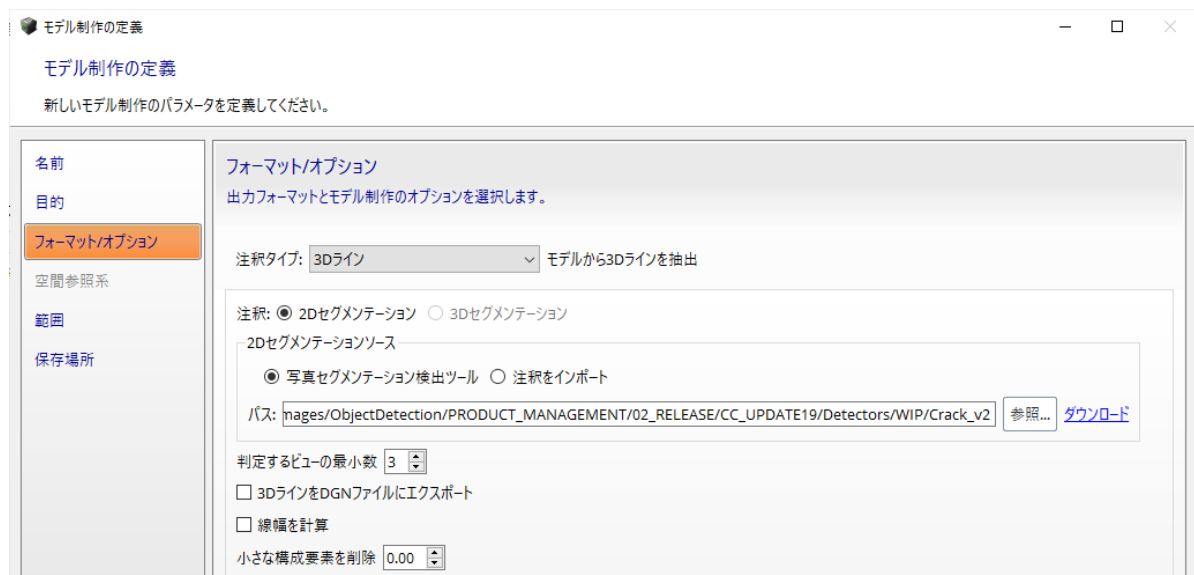 モデル制作の定義
モデル制作の定義
新しいモデル制作のパラメータを定義してください。
名前
目的
フォーマット/オプション
空間参照系
範囲
保存場所
フォーマット/オプション
出力フォーマットとモデル制作のオプションを選択します。
注釈タイプ: 3Dライン モデルから3Dラインを抽出
注釈: 2Dセグメンテーション 3Dセグメンテーション
2Dセグメンテーションソース
写真セグメンテーション検出ツール 注釈をインポート
パス: mages/ObjectDetection/PRODUCT_MANAGEMENT/02_RELEASE/CC_UPDATE19/Detectors/WIP/Crack_v2 参照... ダウンロード
判定するビューの最小数 3
3DラインをDGNファイルにエクスポート
線幅を計算
小さな構成要素を削除 0.00